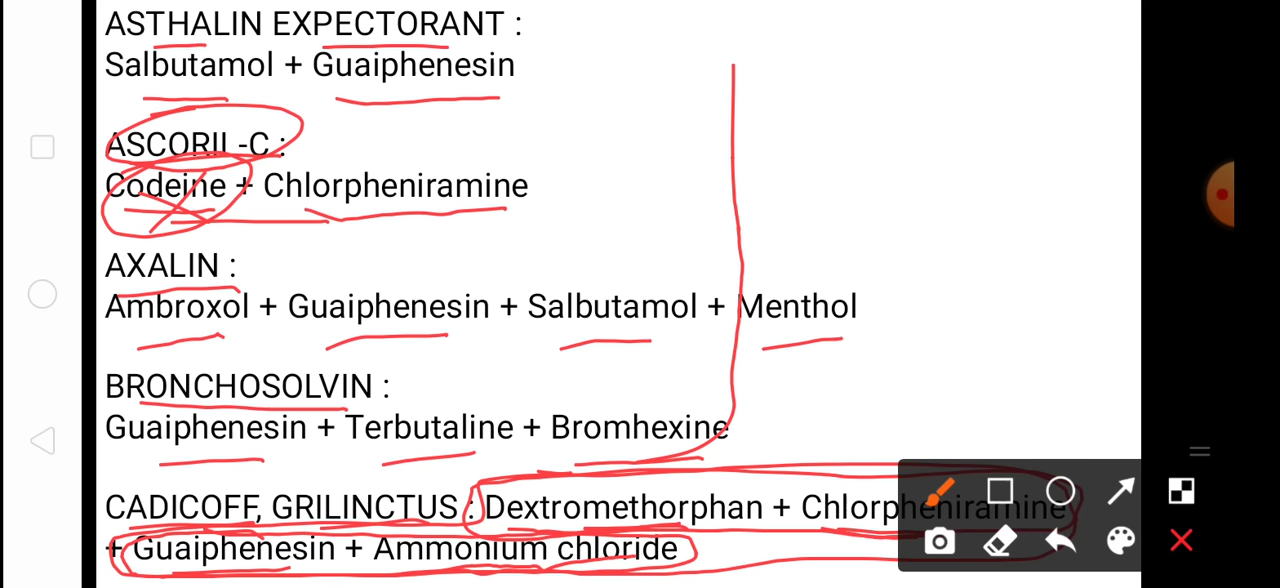 ASTHALIN EXPECTORANT :
Salbutamol + Guaiphenesin
ASCORIL -C :
Codeine + Chlorpheniramine
AXALIN :
Ambroxol + Guaiphenesin + Salbutamol + Menthol
BRONCHOSOLVIN :
Guaiphenesin + Terbutaline + Bromhexine
CADICOFF, GRILINCTUS : Dextromethorphan + Chlorpheniramine
+ Guaiphenesin + Ammonium chloride